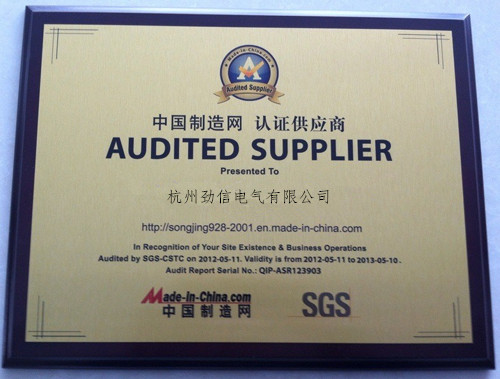 Made-in-China.com
Audited Supplier
中国制造网 认证供应商
AUDITED SUPPLIER
Presented To
杭州劲信电气有限公司
http://songjing928-2001.en.made-in-china.com
In Recognition of Your Site Existence & Business Operations
Audited by SGS-CSTC on 2012-05-11. Validity is from 2012-05-11 to 2013-05-10.
Audit Report Serial No.: QIP-ASR123903
Made-in-China.com
中国制造网
SGS